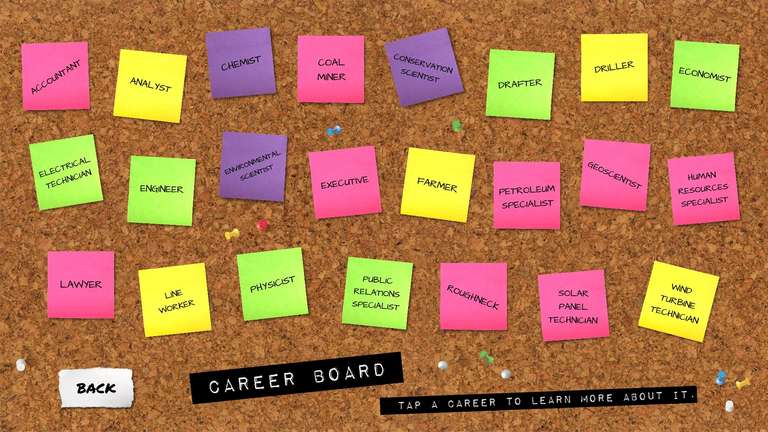 ACCOUNTANT
ANALYST
CHEMIST
COAL
MINER
CONSERVATION
SCIENTIST
DRAFTER
DRILLER
ECONOMIST
ELECTRICAL
TECHNICIAN
ENGINEER
ENVIRONMENTAL
SCIENTIST
EXECUTIVE
FARMER
PETROLEUM
SPECIALIST
GEOSCIENTIST
HUMAN
RESOURCES
SPECIALIST
LAWYER
LINE
WORKER
PHYSICIST
PUBLIC
RELATIONS
SPECIALIST
ROUGHNECK
SOLAR
PANEL
TECHNICIAN
WIND
TURBINE
TECHNICIAN
BACK
CAREER BOARD
TAP A CAREER TO LEARN MORE ABOUT IT.